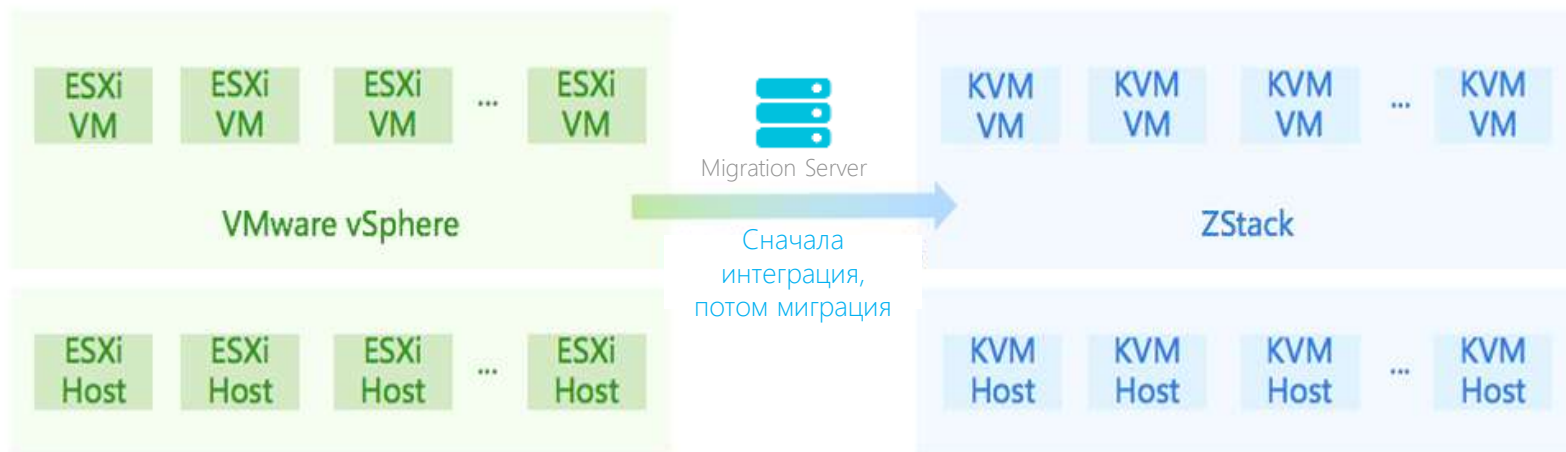 ESXi
VM
ESXi
VM
ESXi
VM
...
ESXi
VM
VMware vSphere
ESXi
Host
ESXi
Host
ESXi
Host
...
ESXi
Host
Migration Server
Сначала
интеграция,
потом миграция
KVM
VM
KVM
VM
KVM
VM
...
KVM
VM
ZStack
KVM
Host
KVM
Host
KVM
Host
...
KVM
Host